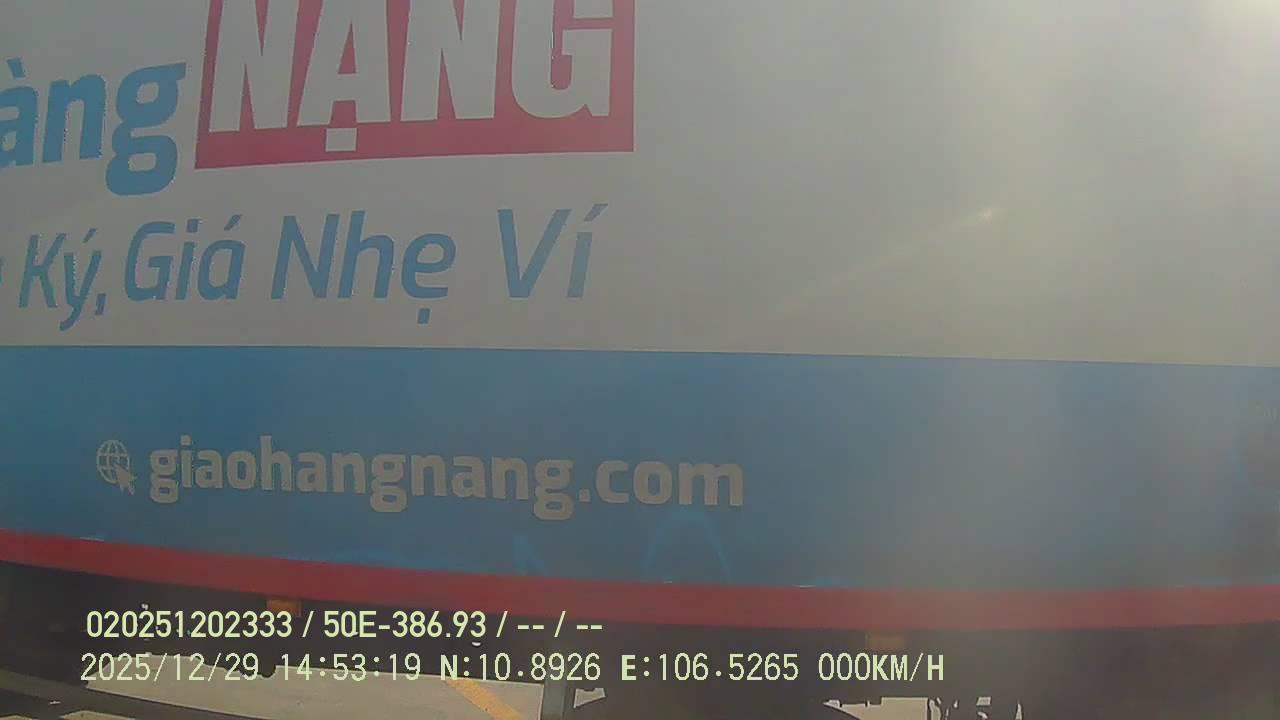 àng NẠNG
Ký, Giá Nhẹ Ví
giaohangnang.com
020251202333 / 50E-386.93 / -- / --
2025/12/29 14:53:19 N:10.8926 E:106.5265 000KM/H